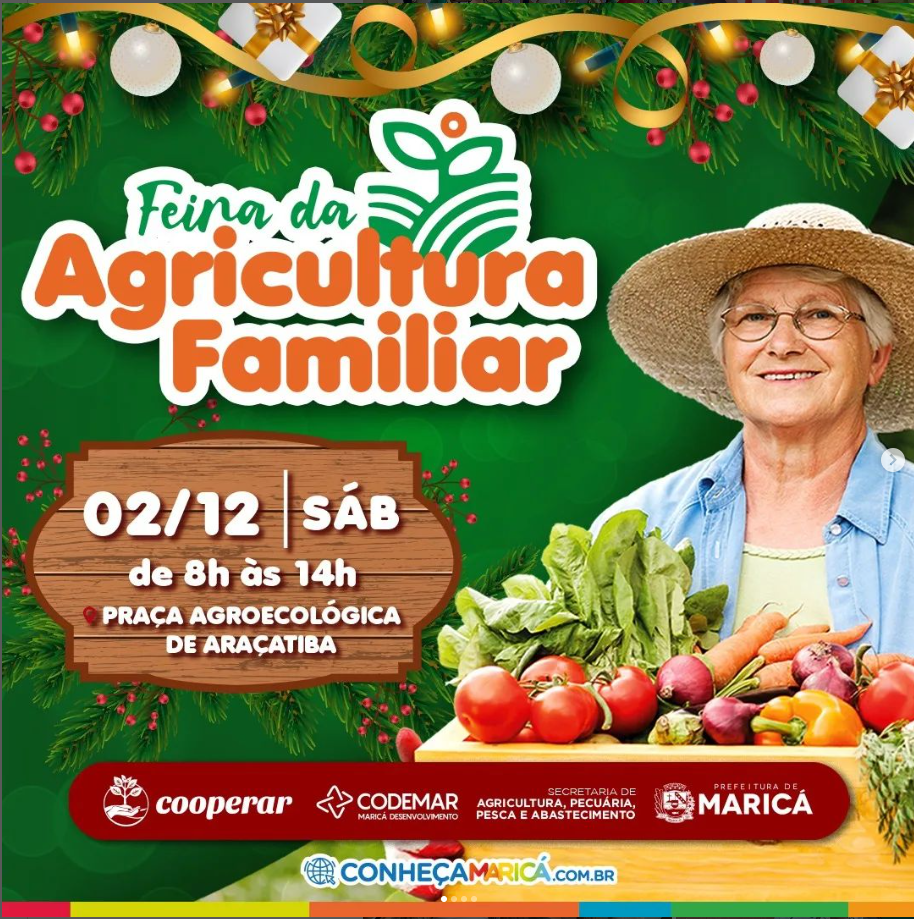 Feira da
Agricultura
Familiar
02/12 SÁB
de 8h às 14h
PRAÇA AGROECOLÓGICA
DE ARAÇATIBA
cooperar
CODEMAR
MARICÁ DESENVOLVIMENTO
SECRETARIA DE
AGRICULTURA, PECUÁRIA,
PESCA E ABASTECIMENTO
PREFEITURA DE
MARICÁ
CONHEÇAMARICÁ.COM.BR